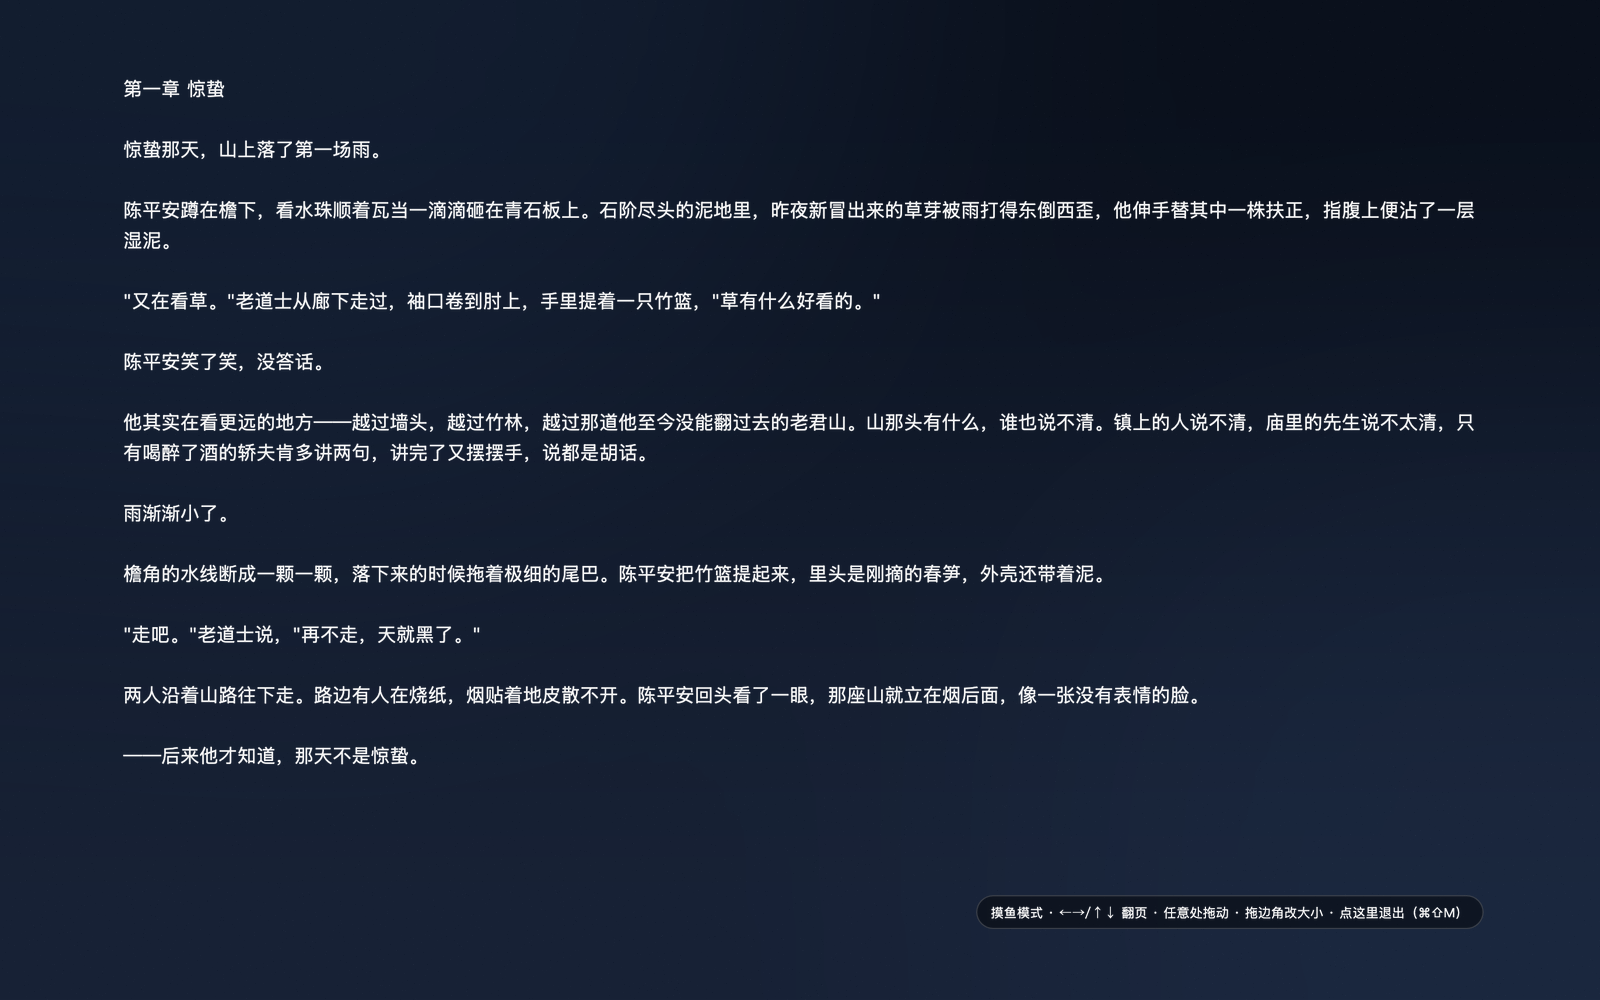 第一章 惊蛰
惊蛰那天，山上落了第一场雨。
陈平安蹲在檐下，看水珠顺着瓦当一滴滴砸在青石板上。石阶尽头的泥地里，昨夜新冒出来的草芽被雨打得东倒西歪，他伸手替其中一株扶正，指腹上便沾了一层
湿泥。
"又在看草。"老道士从廊下走过，袖口卷到肘上，手里提着一只竹篮，"草有什么好看的。"
陈平安笑了笑，没答话。
他其实在看更远的地方——越过墙头，越过竹林，越过那道他至今没能翻过去的老君山。山那头有什么，谁也说不清。镇上的人说不清，庙里的先生说不太清，只
有喝醉了酒的轿夫肯多讲两句，讲完了又摆摆手，说都是胡话。
雨渐渐小了。
檐角的水线断成一颗一颗，落下来的时候拖着极细的尾巴。陈平安把竹篮提起来，里头是刚摘的春笋，外壳还带着泥。
"走吧。"老道士说，"再不走，天就黑了。"
两人沿着山路往下走。路边有人在烧纸，烟贴着地皮散不开。陈平安回头看了一眼，那座山就立在烟后面，像一张没有表情的脸。
——后来他才知道，那天不是惊蛰。
摸鱼模式 · ←→/↑↓ 翻页 · 任意处拖动 · 拖边角改大小 · 点这里退出（⌘⇧M）